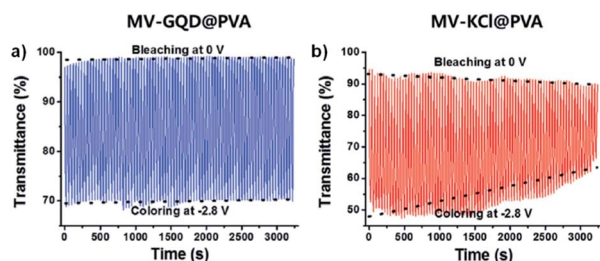 MV-GQD@PVA
MV-KCl@PVA
a)
100
90
80
70
Transmittance (%)
Bleaching at 0 V
Coloring at -2.8 V
0 500 1000 1500 2000 2500 3000
Time (s)
b)
100
90
80
70
60
50
Transmittance (%)
Bleaching at 0 V
Coloring at -2.8 V
0 500 1000 1500 2000 2500 3000
Time (s)